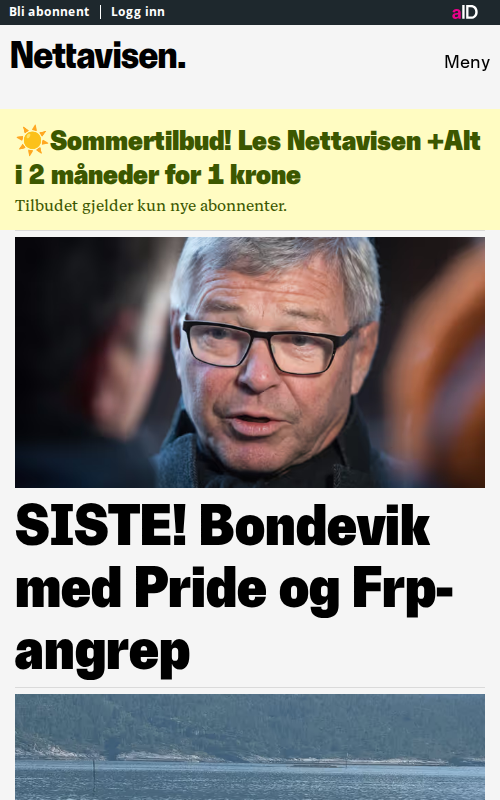 Bli abonnent | Logg inn
aID
Nettavisen.
Meny
☀️Sommertilbud! Les Nettavisen +Alt
i 2 måneder for 1 krone
Tilbudet gjelder kun nye abonnenter.
SISTE! Bondevik
med Pride og Frp-
angrep